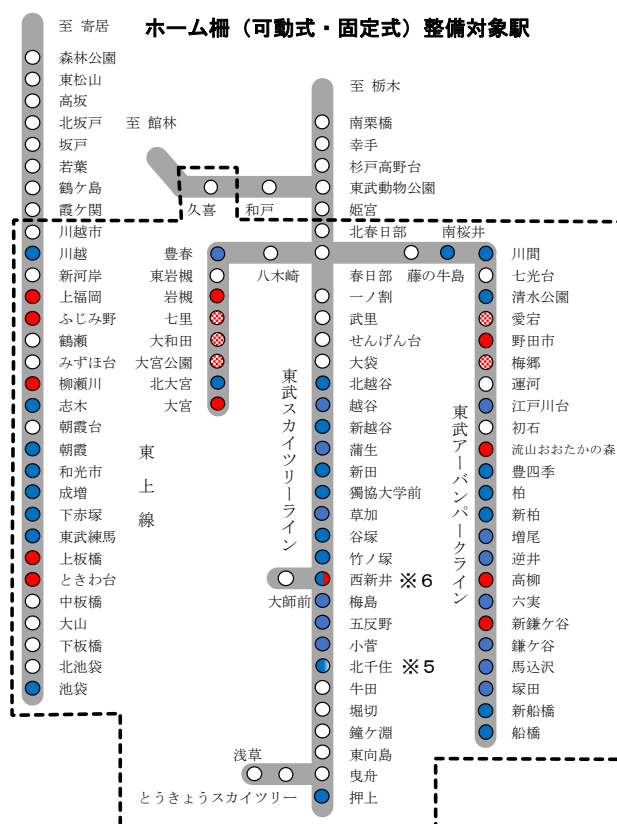 ホーム柵（可動式・固定式）整備対象駅
至 寄居
森林公園
東松山
高坂
北坂戸
坂戸
若葉
鶴ケ島
霞ケ関
川越市
川越
新河岸
上福岡
ふじみ野
鶴瀬
みずほ台
柳瀬川
志木
朝霞台
朝霞
和光市
成増
下赤塚
東武練馬
上板橋
ときわ台
中板橋
大山
下板橋
北池袋
池袋
東上線
至 館林
久喜
和戸
豊春
東岩槻
岩槻
七里
大和田
大宮公園
北大宮
大宮
八木崎
至 栃木
南栗橋
幸手
杉戸高野台
東武動物公園
姫宮
北春日部
春日部
一ノ割
武里
せんげん台
大袋
北越谷
越谷
新越谷
蒲生
新田
獨協大学前
草加
谷塚
竹ノ塚
西新井 ※６
大師前
梅島
五反野
小菅
北千住 ※５
牛田
堀切
鐘ケ淵
東向島
曳舟
浅草
とうきょうスカイツリー
押上
東武スカイツリーライン
藤の牛島
南桜井
川間
七光台
清水公園
愛宕
野田市
梅郷
運河
江戸川台
初石
流山おおたかの森
豊四季
柏
新柏
増尾
逆井
高柳
六実
新鎌ケ谷
鎌ケ谷
馬込沢
塚田
新船橋
船橋
東武アーバンパークライン